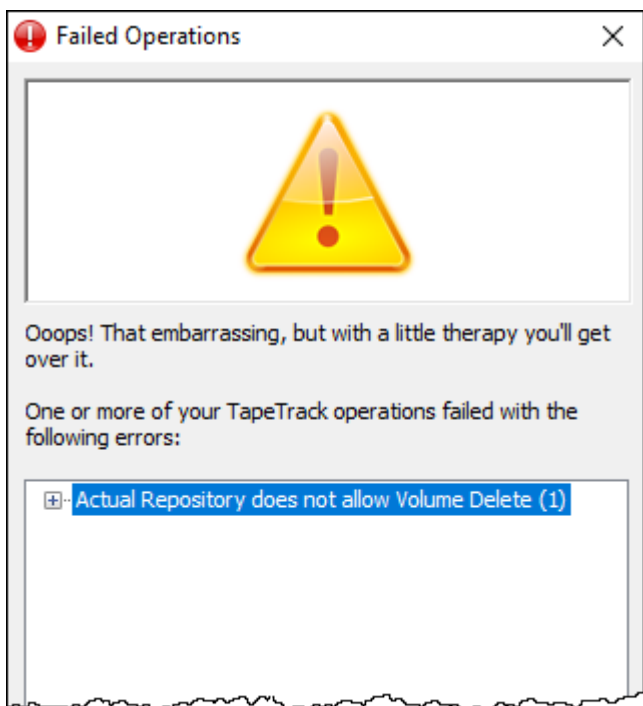 Failed Operations
Ooops! That embarrassing, but with a little therapy you'll get
over it.
One or more of your TapeTrack operations failed with the
following errors:
Actual Repository does not allow Volume Delete (1)